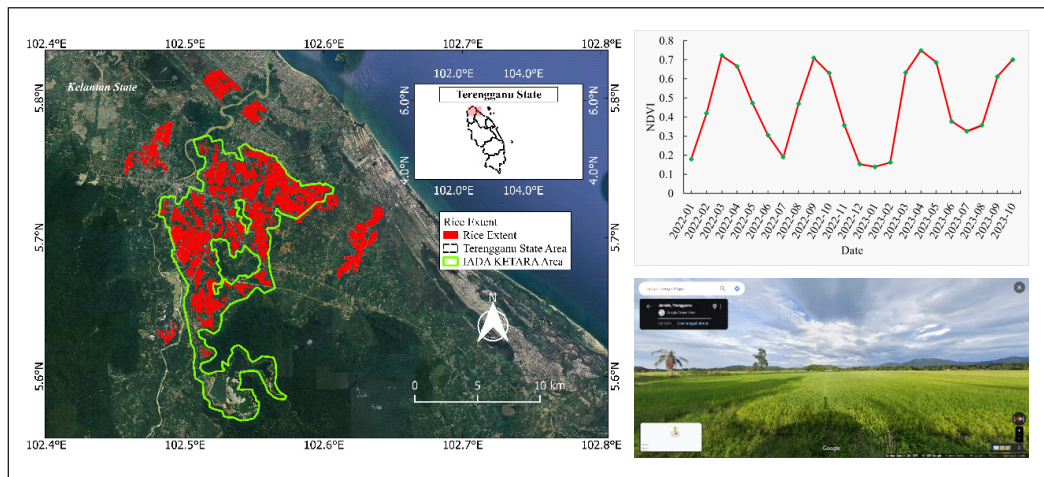 102.4°E 102.5°E 102.6°E 102.7°E 102.8°E
5.8°N
5.7°N
5.6°N
Kelantan State
102.0°E 104.0°E
Terengganu State
6.0°N
4.0°N
6.0°N
4.0°N
102.0°E 104.0°E
Rice Extent
Rice Extent
Terengganu State Area
IADA KETARA Area
N
0 5 10 km
5.8°N
5.7°N
5.6°N
102.4°E 102.5°E 102.6°E 102.7°E 102.8°E
0.8
0.7
0.6
0.5
0.4
0.3
0.2
0.1
0
NDVI
2022-01
2022-02
2022-03
2022-04
2022-05
2022-06
2022-07
2022-08
2022-09
2022-10
2022-11
2022-12
2023-01
2023-02
2023-03
2023-04
2023-05
2023-06
2023-07
2023-08
2023-09
2023-10
Date
Google